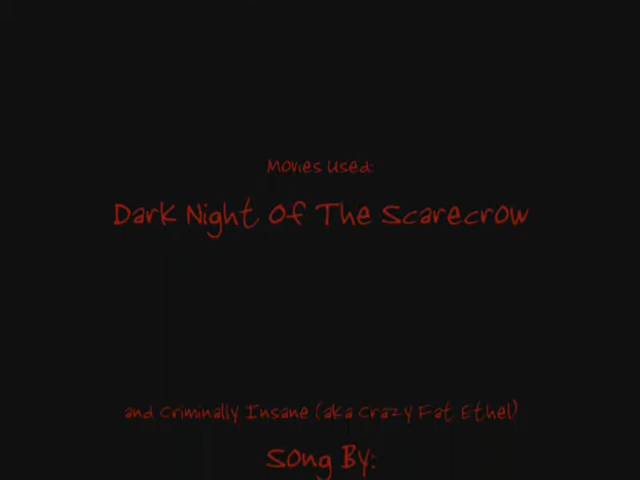 Movies Used:
Dark Night Of The Scarecrow
and Criminally Insane (aka Crazy Fat Ethel)
Song By: